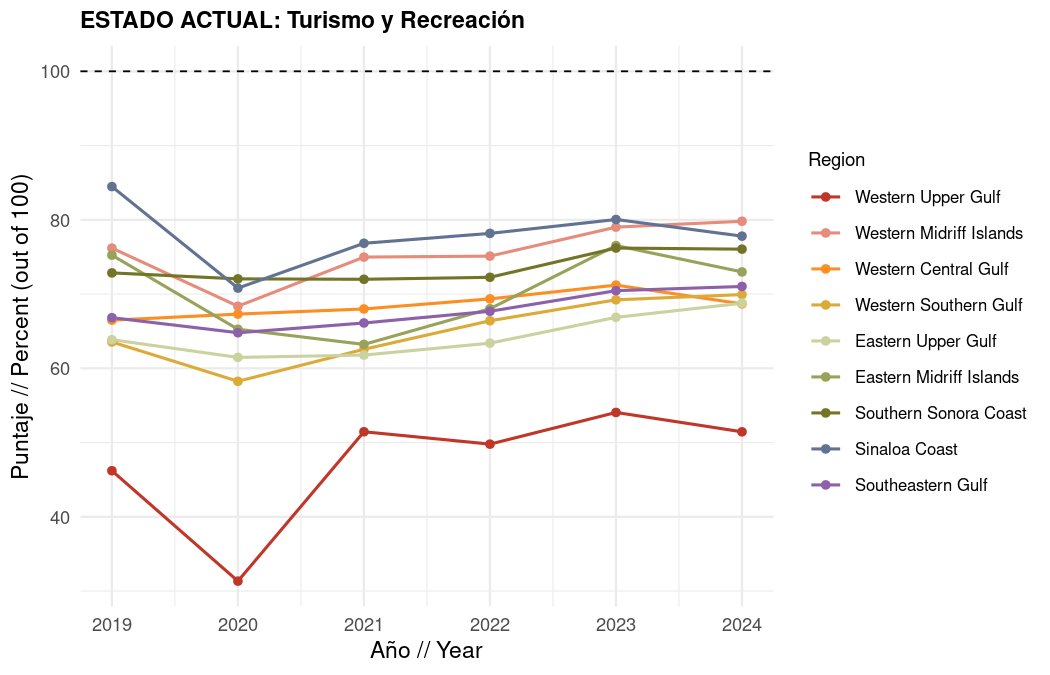 ESTADO ACTUAL: Turismo y Recreación
Puntaje // Percent (out of 100)
100
80
60
40
2019 2020 2021 2022 2023 2024
Año // Year
Region
Western Upper Gulf
Western Midriff Islands
Western Central Gulf
Western Southern Gulf
Eastern Upper Gulf
Eastern Midriff Islands
Southern Sonora Coast
Sinaloa Coast
Southeastern Gulf